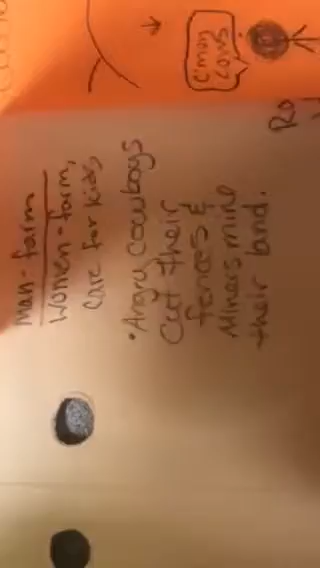 C'mon
cows
Ro
Man - farm
Women - farm,
care for kids
• Angry cowboys
Cut their
fences &
Miners mine
their land.